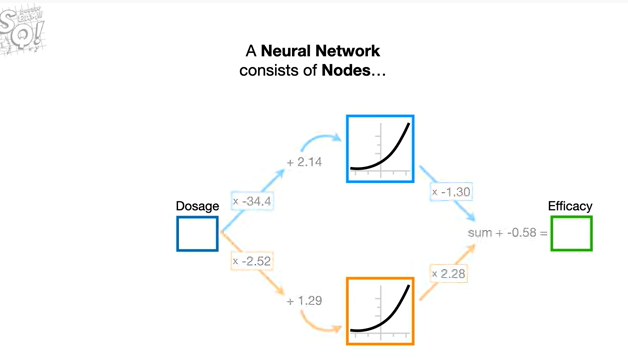 SQ!
A Neural Network
consists of Nodes…
+ 2.14
x -34.4
x -1.30
Dosage
Efficacy
sum + -0.58 =
x -2.52
x 2.28
+ 1.29